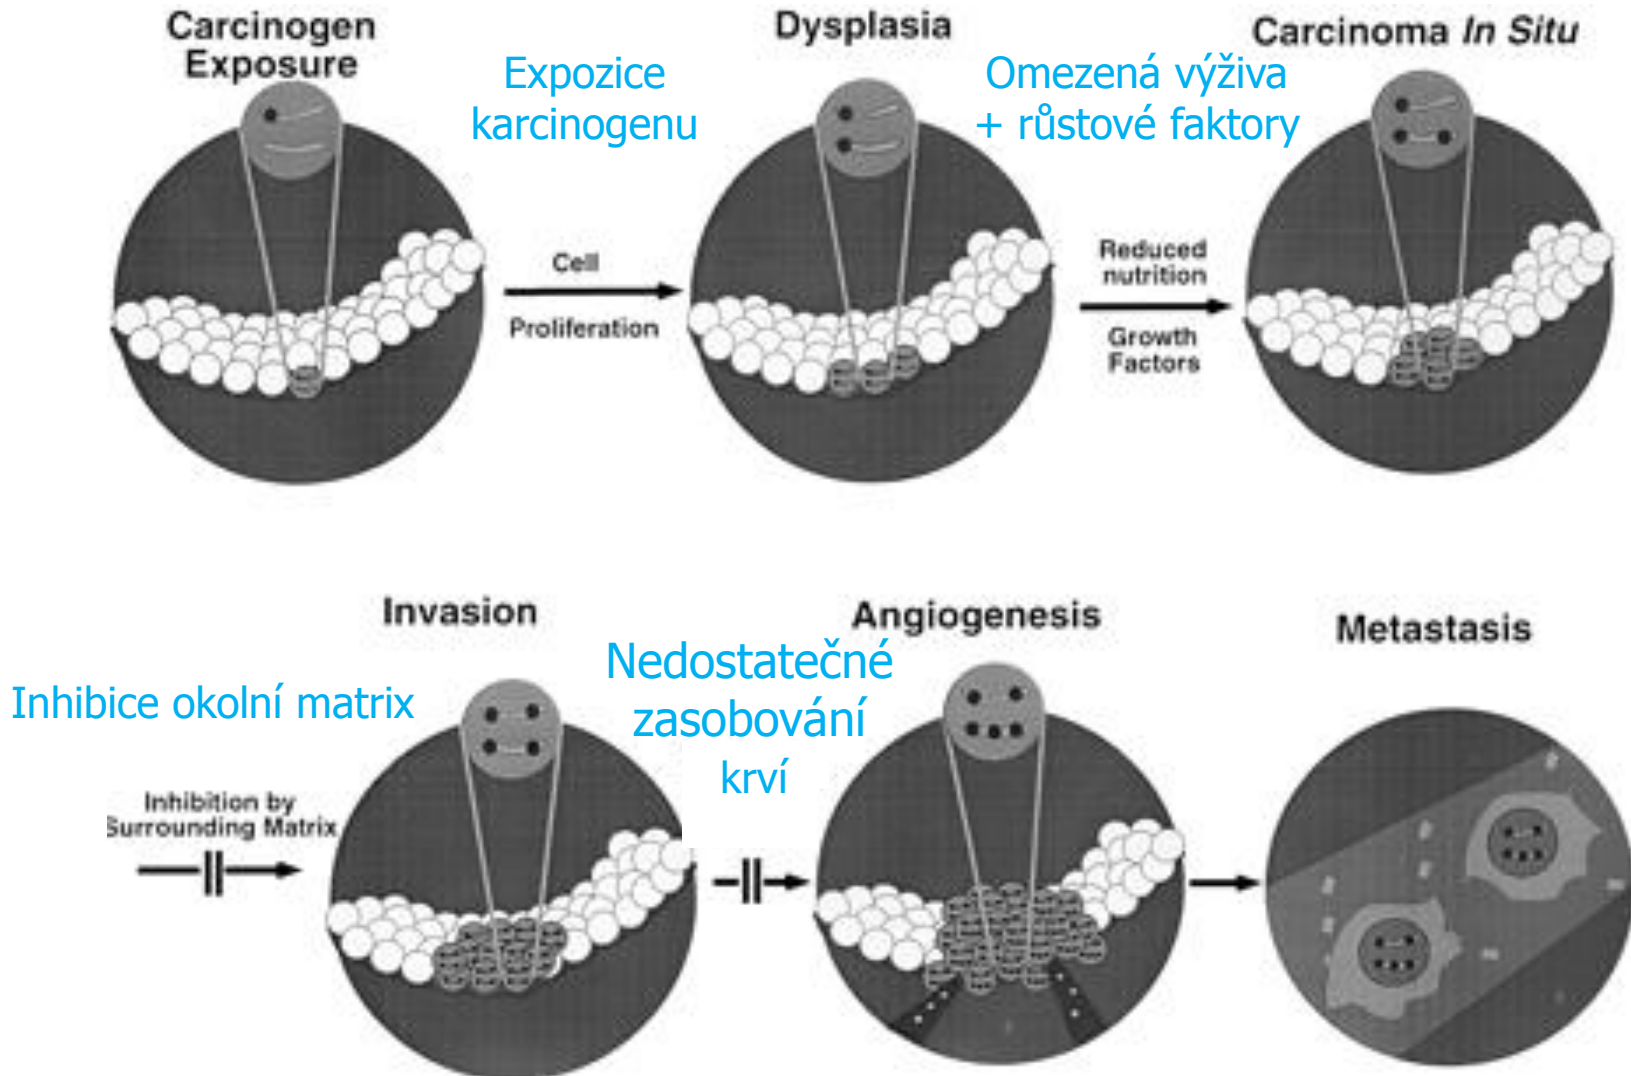 Carcinogen
Exposure
Expozice
karcinogenu
Dysplasia
Omezená výživa
+ růstové faktory
Carcinoma In Situ
Cell
Proliferation
Reduced
nutrition
Growth
Factors
Invasion
Inhibice okolní matrix
Inhibition by
Surrounding Matrix
Nedostatečné
zasobování
krví
Angiogenesis
Metastasis